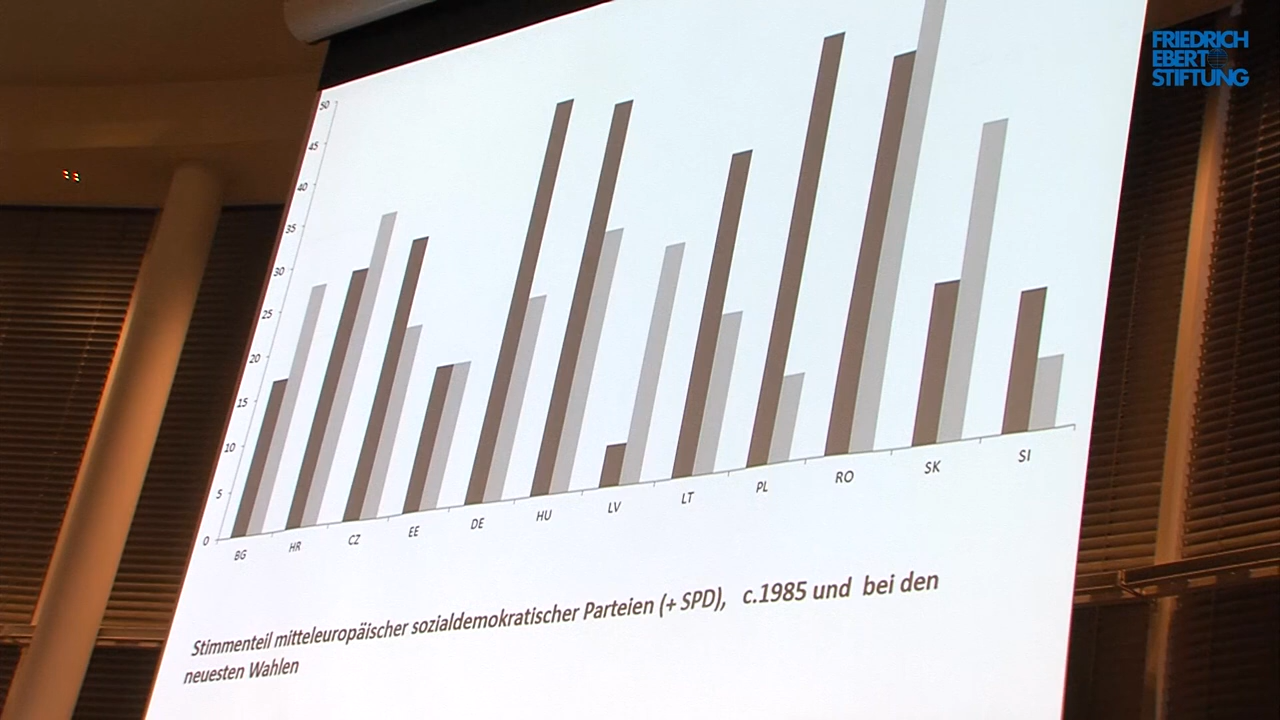 FRIEDRICH
EBERT
STIFTUNG
50
45
40
35
30
25
20
15
10
5
0
BG HR CZ EE DE HU LV LT PL RO SK SI
Stimmenteil mitteleuropäischer sozialdemokratischer Parteien (+ SPD), c.1985 und bei den
neuesten Wahlen